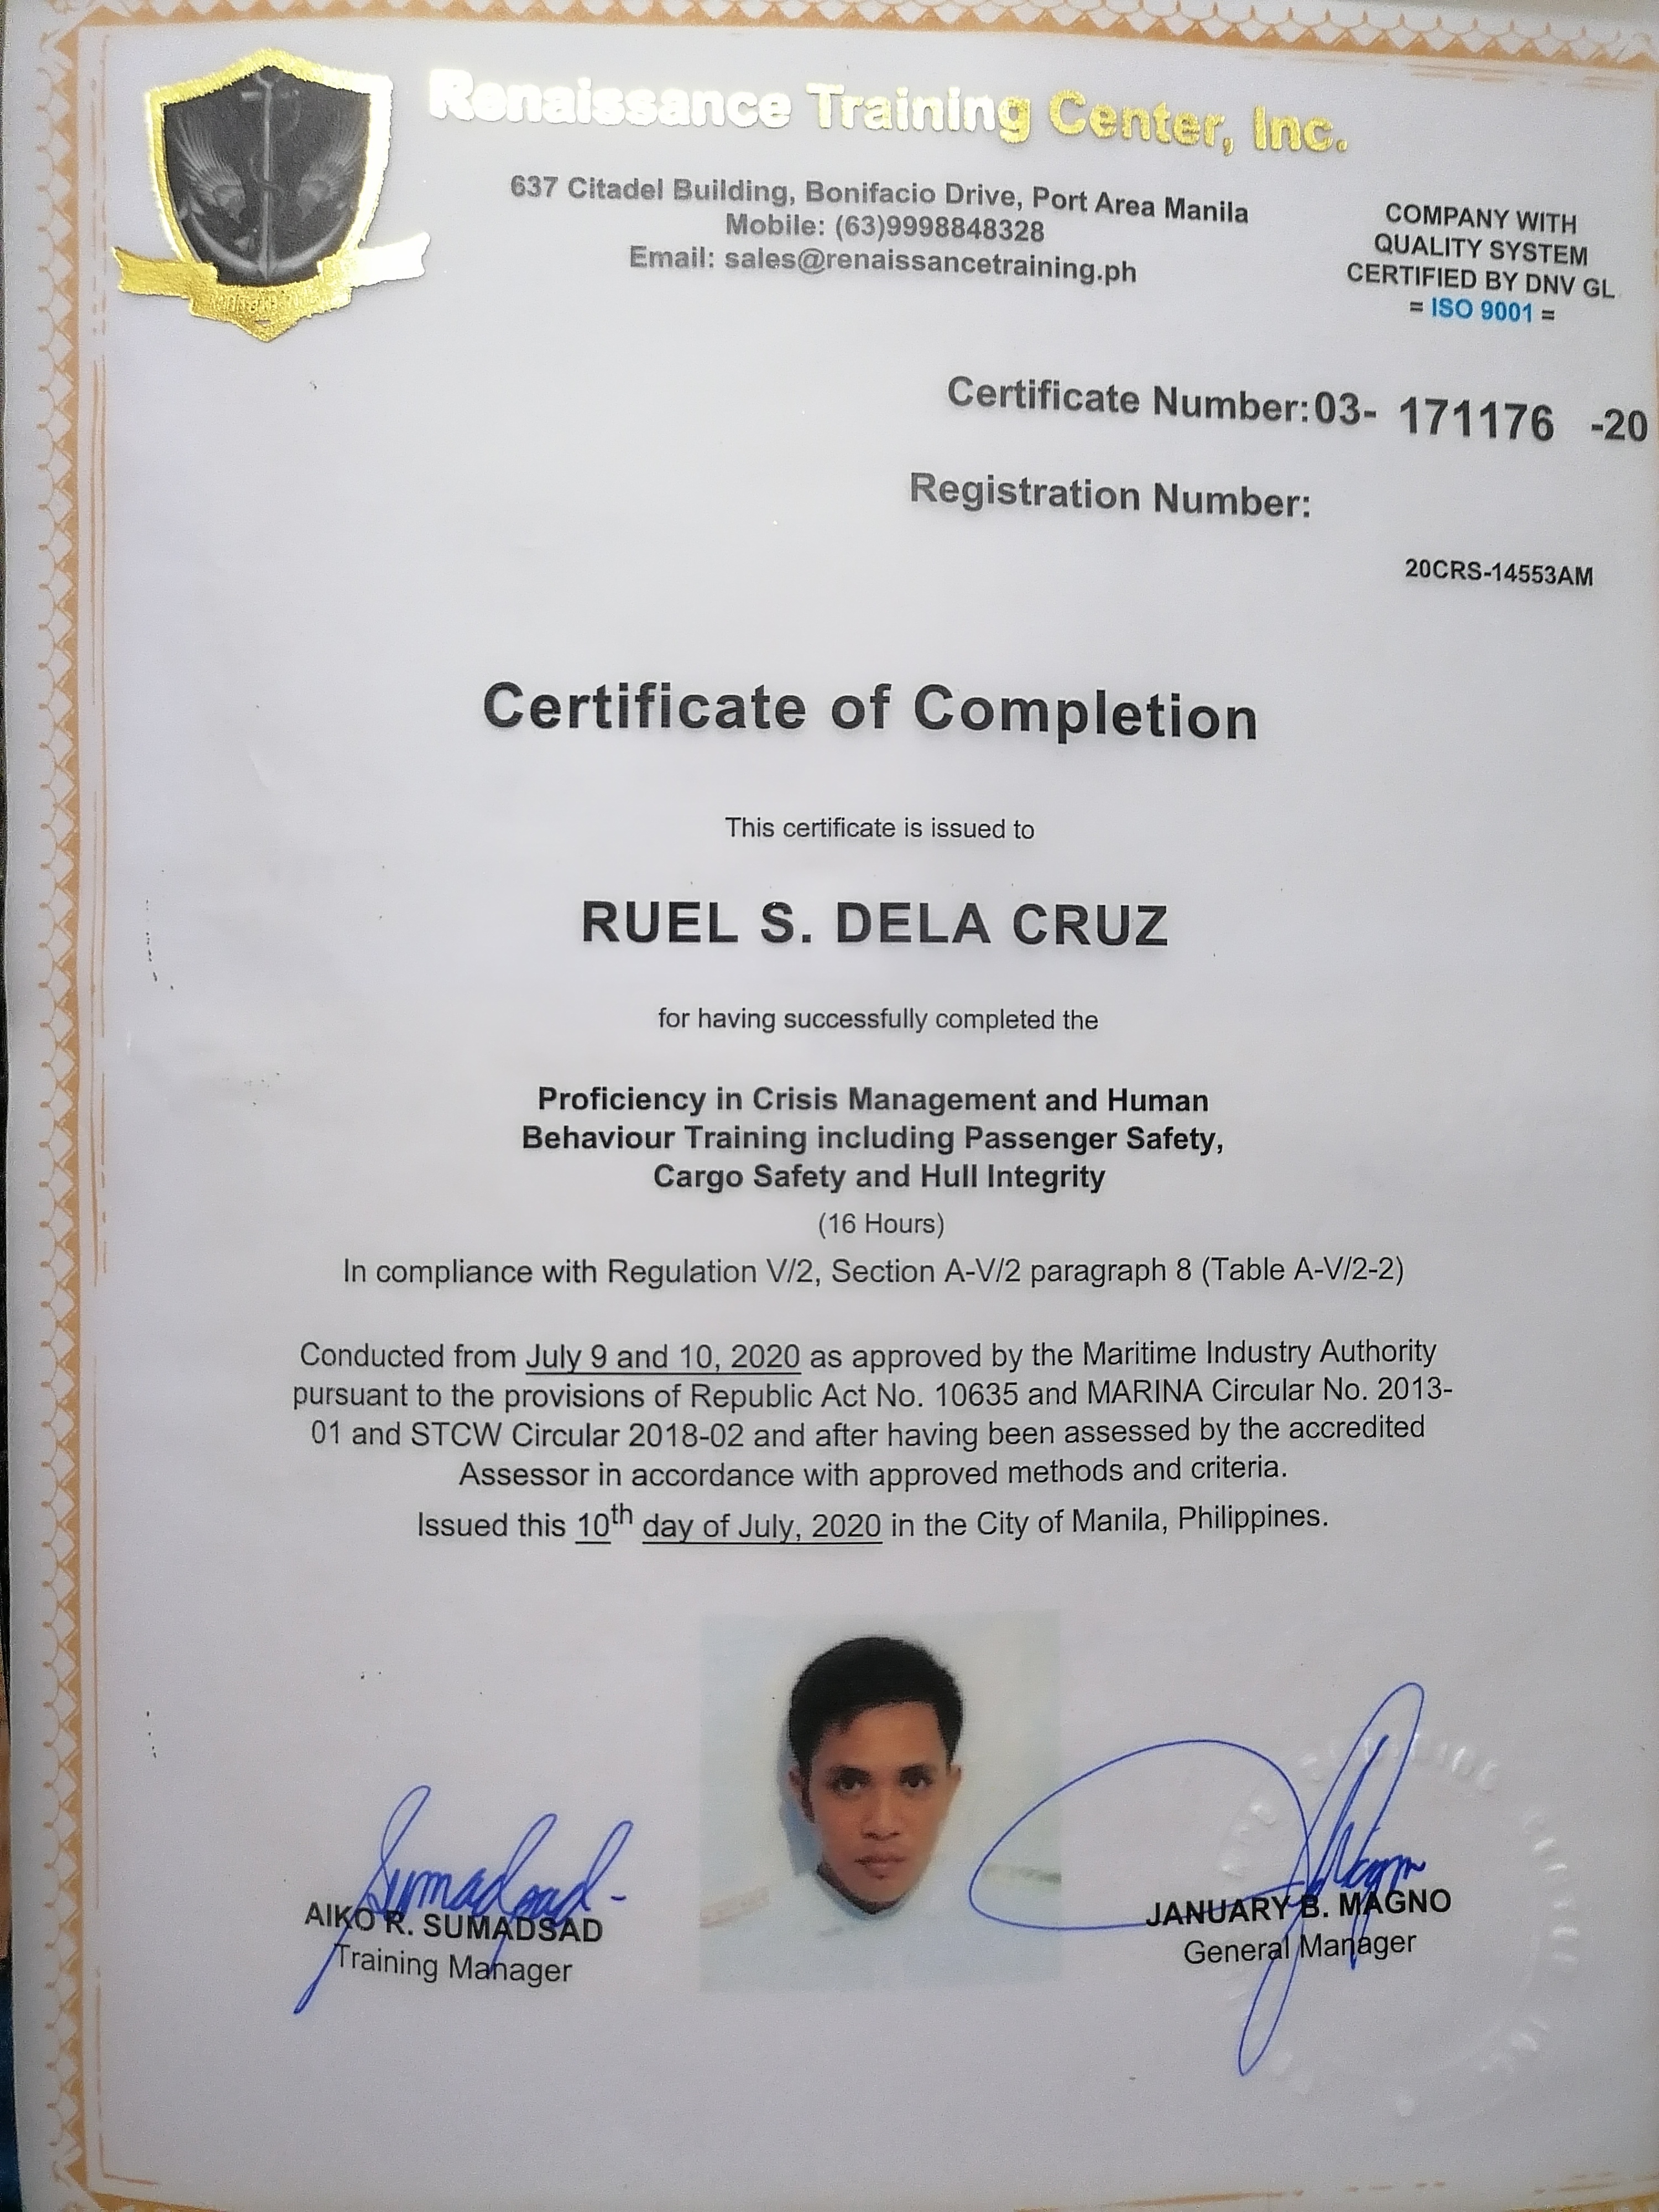 Renaissance Training Center, Inc.
637 Citadel Building, Bonifacio Drive, Port Area Manila
Mobile: (63)9998848328
Email: sales@renaissancetraining.ph
COMPANY WITH
QUALITY SYSTEM
CERTIFIED BY DNV GL
= ISO 9001 =
Certificate Number:03- 171176 -20
Registration Number:
20CRS-14553AM
Certificate of Completion
This certificate is issued to
RUEL S. DELA CRUZ
for having successfully completed the
Proficiency in Crisis Management and Human
Behaviour Training including Passenger Safety,
Cargo Safety and Hull Integrity
(16 Hours)
In compliance with Regulation V/2, Section A-V/2 paragraph 8 (Table A-V/2-2)
Conducted from July 9 and 10, 2020 as approved by the Maritime Industry Authority
pursuant to the provisions of Republic Act No. 10635 and MARINA Circular No. 2013-
01 and STCW Circular 2018-02 and after having been assessed by the accredited
Assessor in accordance with approved methods and criteria.
Issued this 10th day of July, 2020 in the City of Manila, Philippines.
Sumadsad
AIKO R. SUMADSAD
Training Manager
JANUARY B. MAGNO
General Manager